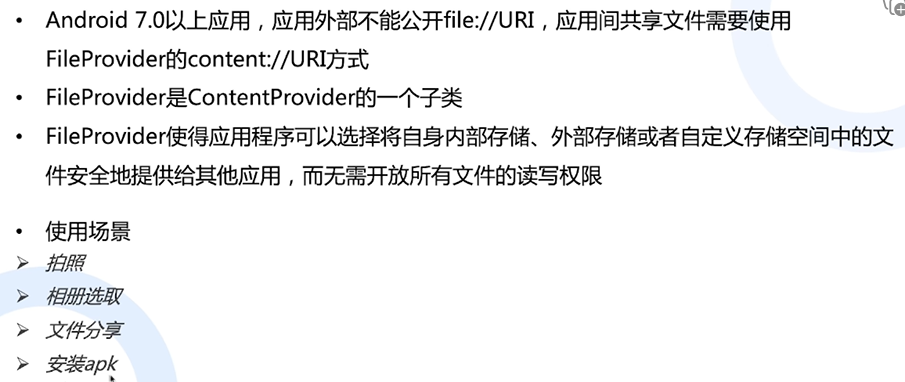 • Android 7.0以上应用，应用外部不能公开file://URI，应用间共享文件需要使用
FileProvider的content://URI方式
• FileProvider是ContentProvider的一个子类
• FileProvider使得应用程序可以选择将自身内部存储、外部存储或者自定义存储空间中的文
件安全地提供给其他应用，而无需开放所有文件的读写权限
• 使用场景
➢ 拍照
➢ 相册选取
➢ 文件分享
➢ 安装apk